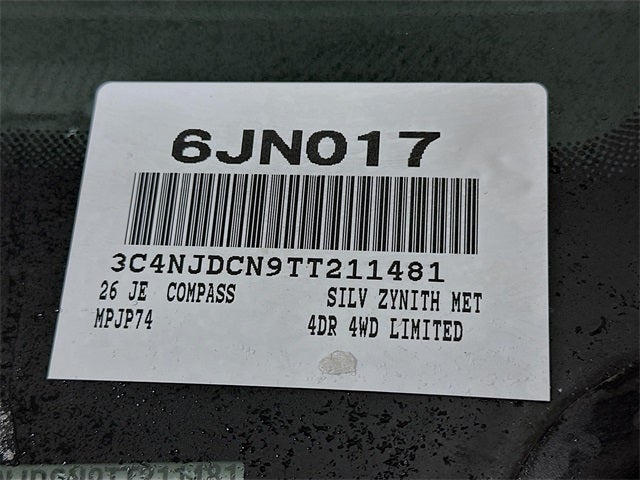 6JN017
3C4NJDCN9TT211481
26 JE COMPASS SILV ZYNITH MET
MPJP74 4DR 4WD LIMITED